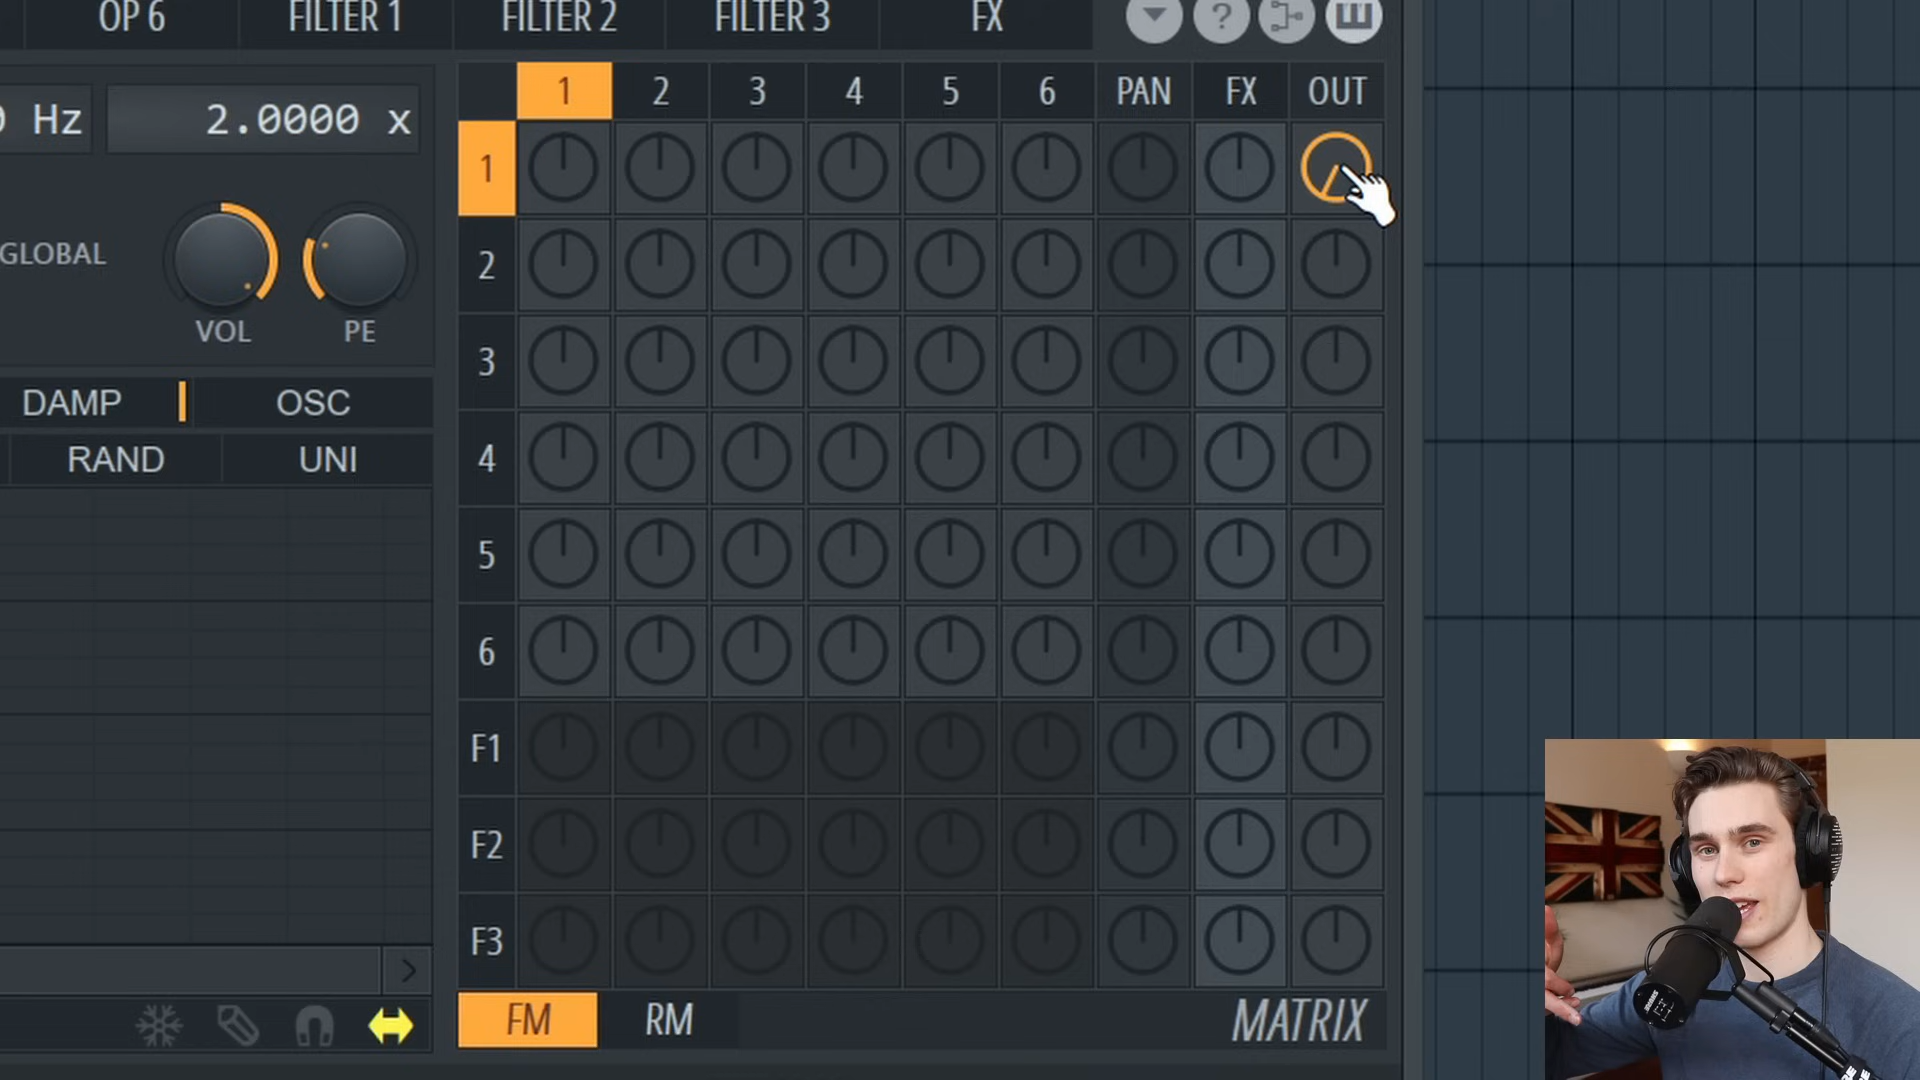 OP 6 FILTER 1 FILTER 2 FILTER 3 FX ?
1 2 3 4 5 6 PAN FX OUT
Hz 2.0000 x
1
2
GLOBAL
VOL PE
3
DAMP OSC
RAND UNI
4
5
6
F1
F2
F3
FM RM MATRIX